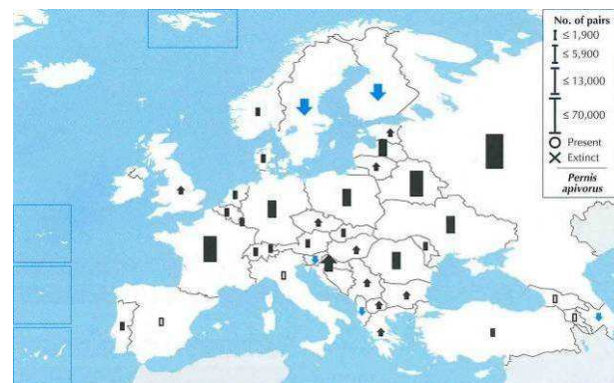 No. of pairs
≤ 1,900
≤ 5,900
≤ 13,000
≤ 70,000
Present
Extinct
Pernis
apivorus